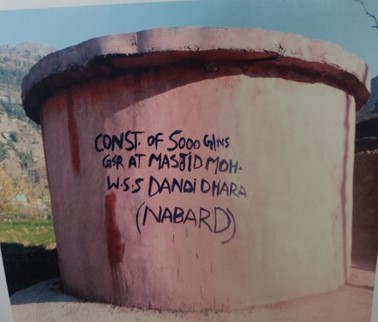 CONST. OF 5000 GlNS
GSR AT MASJID MOH.
W.S.S DANDI DHARA
(NABARD)